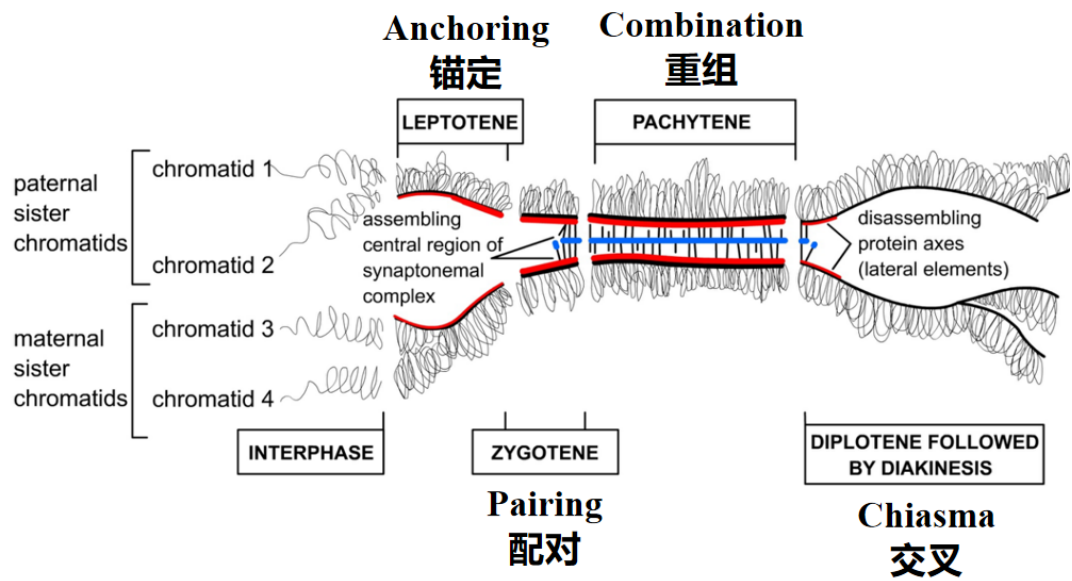 Anchoring
锚定
Combination
重组
LEPTOTENE
PACHYTENE
paternal
sister
chromatids
chromatid 1
chromatid 2
assembling
central region of
synaptonemal
complex
disassembling
protein axes
(lateral elements)
maternal
sister
chromatids
chromatid 3
chromatid 4
INTERPHASE
ZYGOTENE
DIPLOTENE FOLLOWED
BY DIAKINESIS
Pairing
配对
Chiasma
交叉